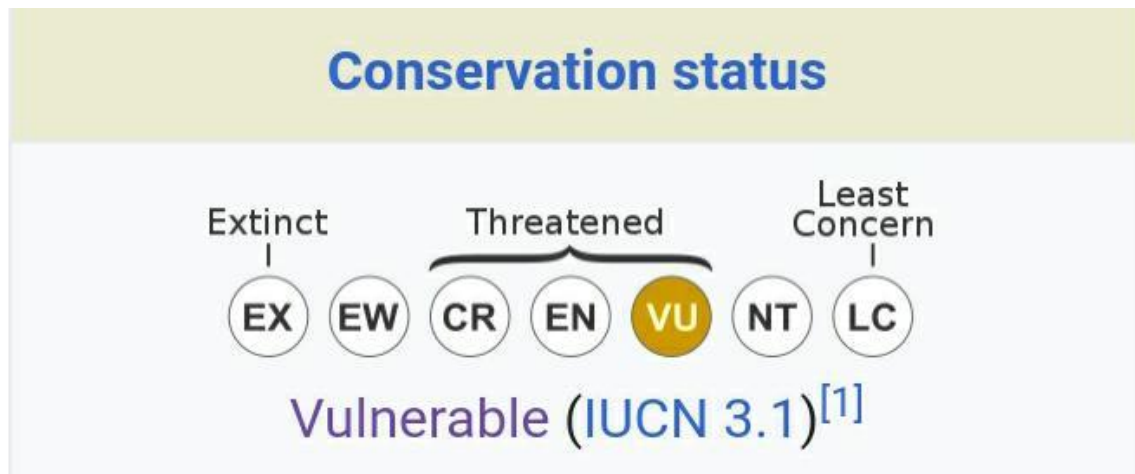 Conservation status
Least
Extinct Threatened Concern
EX EW CR EN VU NT LC
Vulnerable (IUCN 3.1)[1]